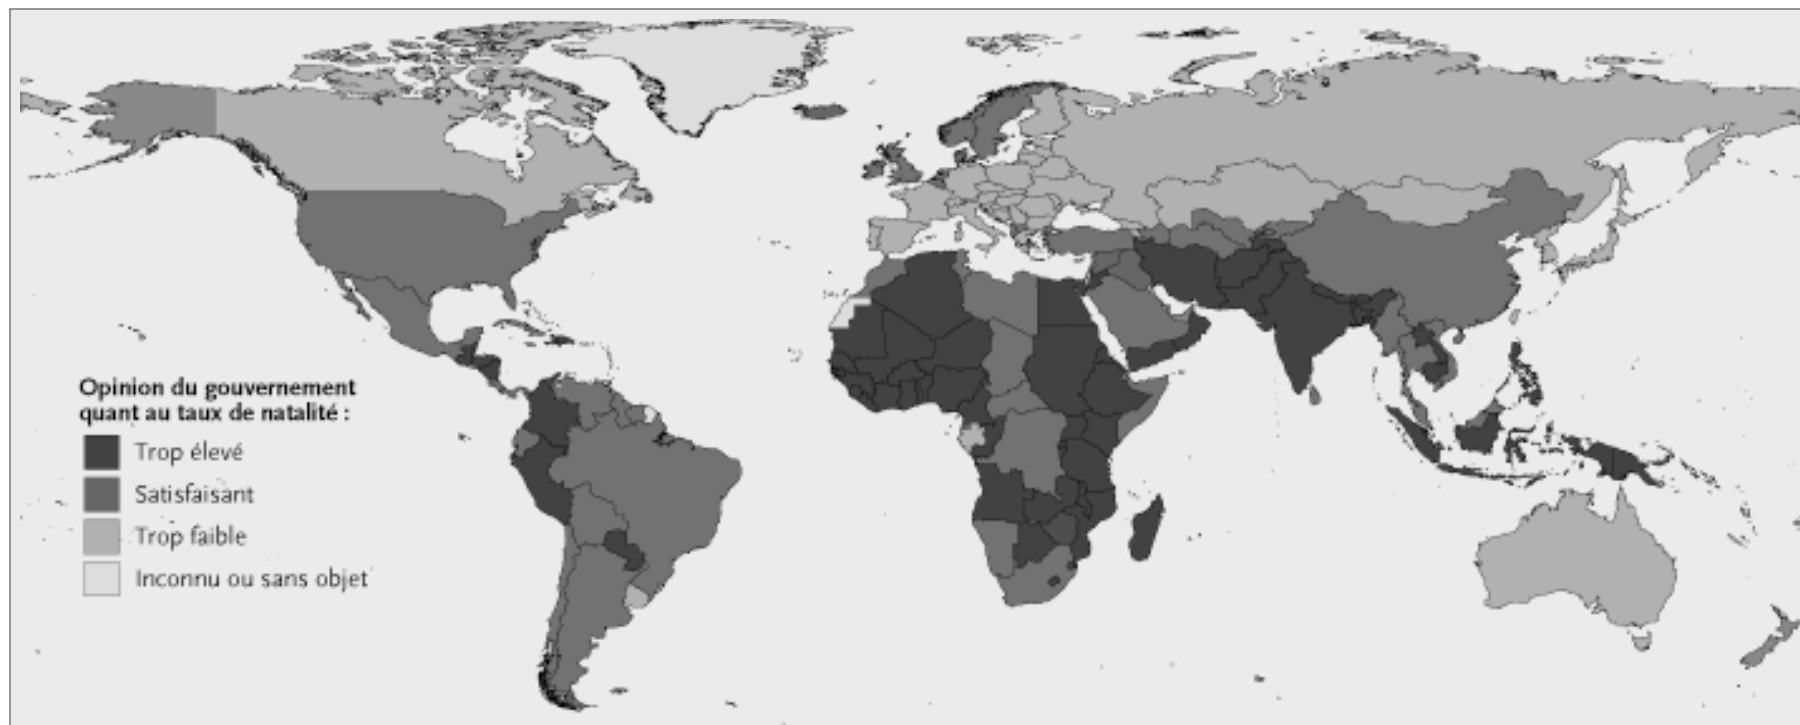 Opinion du gouvernement
quant au taux de natalité :
Trop élevé
Satisfaisant
Trop faible
Inconnu ou sans objet